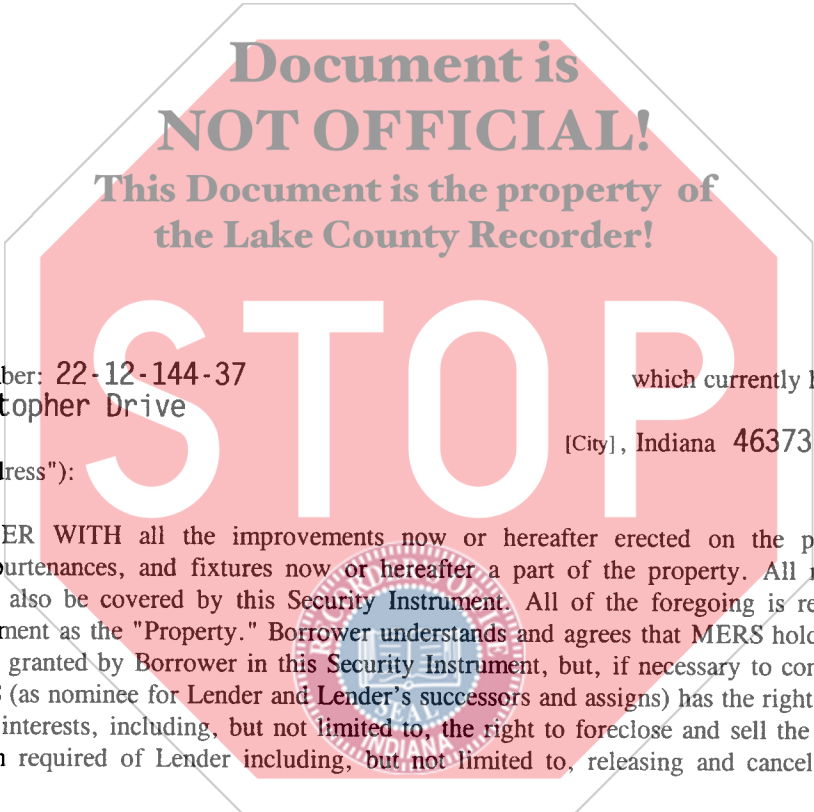 Document is
NOT OFFICIAL!
This Document is the property of
the Lake County Recorder!
STOP
ber: 22-12-144-37 which currently h
topher Drive
[City], Indiana 46373
ress"):
ER WITH all the improvements now or hereafter erected on the p
urtenances, and fixtures now or hereafter a part of the property. All r
also be covered by this Security Instrument. All of the foregoing is re
ment as the "Property." Borrower understands and agrees that MERS hold
granted by Borrower in this Security Instrument, but, if necessary to con
(as nominee for Lender and Lender's successors and assigns) has the right
interests, including, but not limited to, the right to foreclose and sell the
required of Lender including, but not limited to, releasing and cancel
SEAL
INDIANA